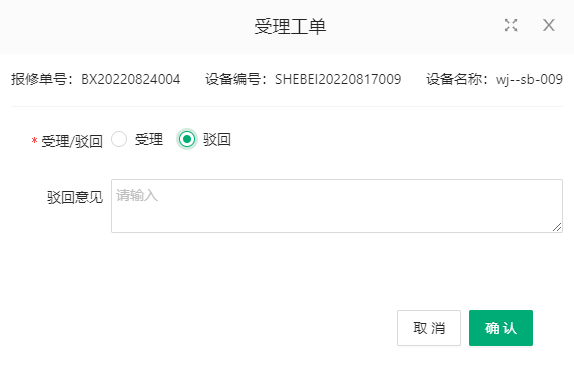 受理工单
报修单号：BX20220824004 设备编号：SHEBEI20220817009 设备名称：wj--sb-009
* 受理/驳回 受理 驳回
驳回意见 请输入
取 消 确 认